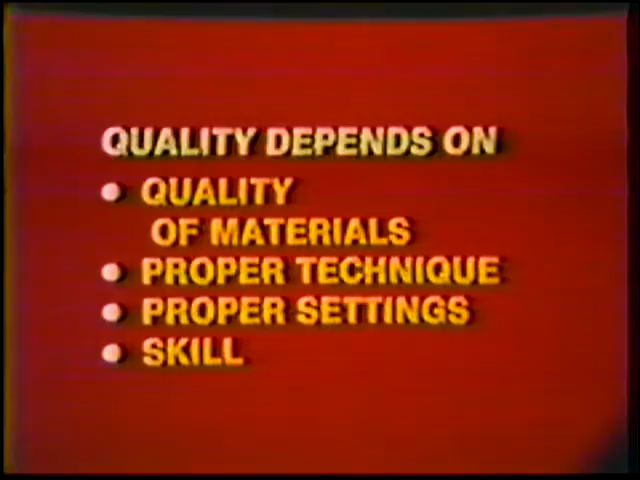 QUALITY DEPENDS ON
• QUALITY
OF MATERIALS
• PROPER TECHNIQUE
• PROPER SETTINGS
• SKILL